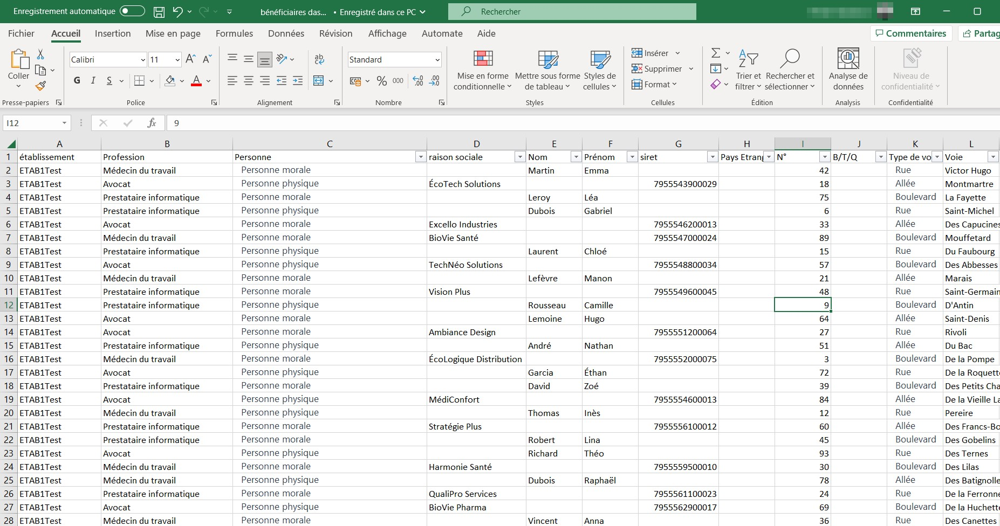 Enregistrement automatique bénéficiaires das... • Enregistré dans ce PC Rechercher
Fichier Accueil Insertion Mise en page Formules Données Révision Affichage Automate Aide Commentaires Partag
Coller Calibri 11 Standard Mise en forme conditionnelle Mettre sous forme de tableau Styles de cellules Insérer Supprimer Format Trier et filtrer Rechercher et sélectionner Analyse de données Niveau de confidentialité
G I S A % 000
Presse-papiers Police Alignement Nombre Styles Cellules Édition Analysis Confidentialité
I12 fx 9
A B C D E F G H I J K L
1 établissement Profession Personne raison sociale Nom Prénom siret Pays Etrang N° B/T/Q Type de vo Voie
2 ETAB1Test Médecin du travail Personne morale Martin Emma 42 Rue Victor Hugo
3 ETAB1Test Avocat Personne physique ÉcoTech Solutions 7955543900029 18 Allée Montmartre
4 ETAB1Test Prestataire informatique Personne morale Leroy Léa 75 Boulevard La Fayette
5 ETAB1Test Prestataire informatique Personne physique Dubois Gabriel 6 Rue Saint-Michel
6 ETAB1Test Avocat Personne morale Excello Industries 7955546200013 33 Allée Des Capucines
7 ETAB1Test Médecin du travail Personne morale BioVie Santé 7955547000024 89 Boulevard Mouffetard
8 ETAB1Test Prestataire informatique Personne physique Laurent Chloé 15 Rue Du Faubourg
9 ETAB1Test Avocat Personne physique TechNéo Solutions 7955548800034 57 Boulevard Des Abbesses
10 ETAB1Test Médecin du travail Personne morale Lefèvre Manon 21 Allée Marais
11 ETAB1Test Prestataire informatique Personne morale Vision Plus 7955549600045 48 Rue Saint-Germain
12 ETAB1Test Prestataire informatique Personne physique Rousseau Camille 9 Boulevard D'Antin
13 ETAB1Test Avocat Personne morale Lemoine Hugo 64 Allée Saint-Denis
14 ETAB1Test Avocat Personne morale Ambiance Design 7955551200064 27 Rue Rivoli
15 ETAB1Test Prestataire informatique Personne physique André Nathan 51 Allée Du Bac
16 ETAB1Test Médecin du travail Personne morale ÉcoLogique Distribution 7955552000075 3 Boulevard De la Pompe
17 ETAB1Test Avocat Personne physique Garcia Éthan 72 Rue De la Roquette
18 ETAB1Test Prestataire informatique Personne morale David Zoé 39 Boulevard Des Petits Cha
19 ETAB1Test Avocat Personne physique MédiConfort 7955554600013 84 Allée De la Vieille La
20 ETAB1Test Médecin du travail Personne physique Thomas Inès 12 Rue Pereire
21 ETAB1Test Prestataire informatique Personne morale Stratégie Plus 7955556100012 60 Allée Des Francs-Bo
22 ETAB1Test Prestataire informatique Personne morale Robert Lina 45 Boulevard Des Gobelins
23 ETAB1Test Avocat Personne physique Richard Théo 93 Rue Des Ternes
24 ETAB1Test Médecin du travail Personne morale Harmonie Santé 7955559500010 30 Boulevard Des Lilas
25 ETAB1Test Médecin du travail Personne physique Dubois Raphaël 78 Allée Des Batignolle
26 ETAB1Test Prestataire informatique Personne morale QualiPro Services 7955561100023 24 Rue De la Ferronne
27 ETAB1Test Avocat Personne physique BioVie Pharma 7955562900017 69 Boulevard De la Huchette
28 ETAB1Test Médecin du travail Personne morale Vincent Anna 36 Rue Des Canettes